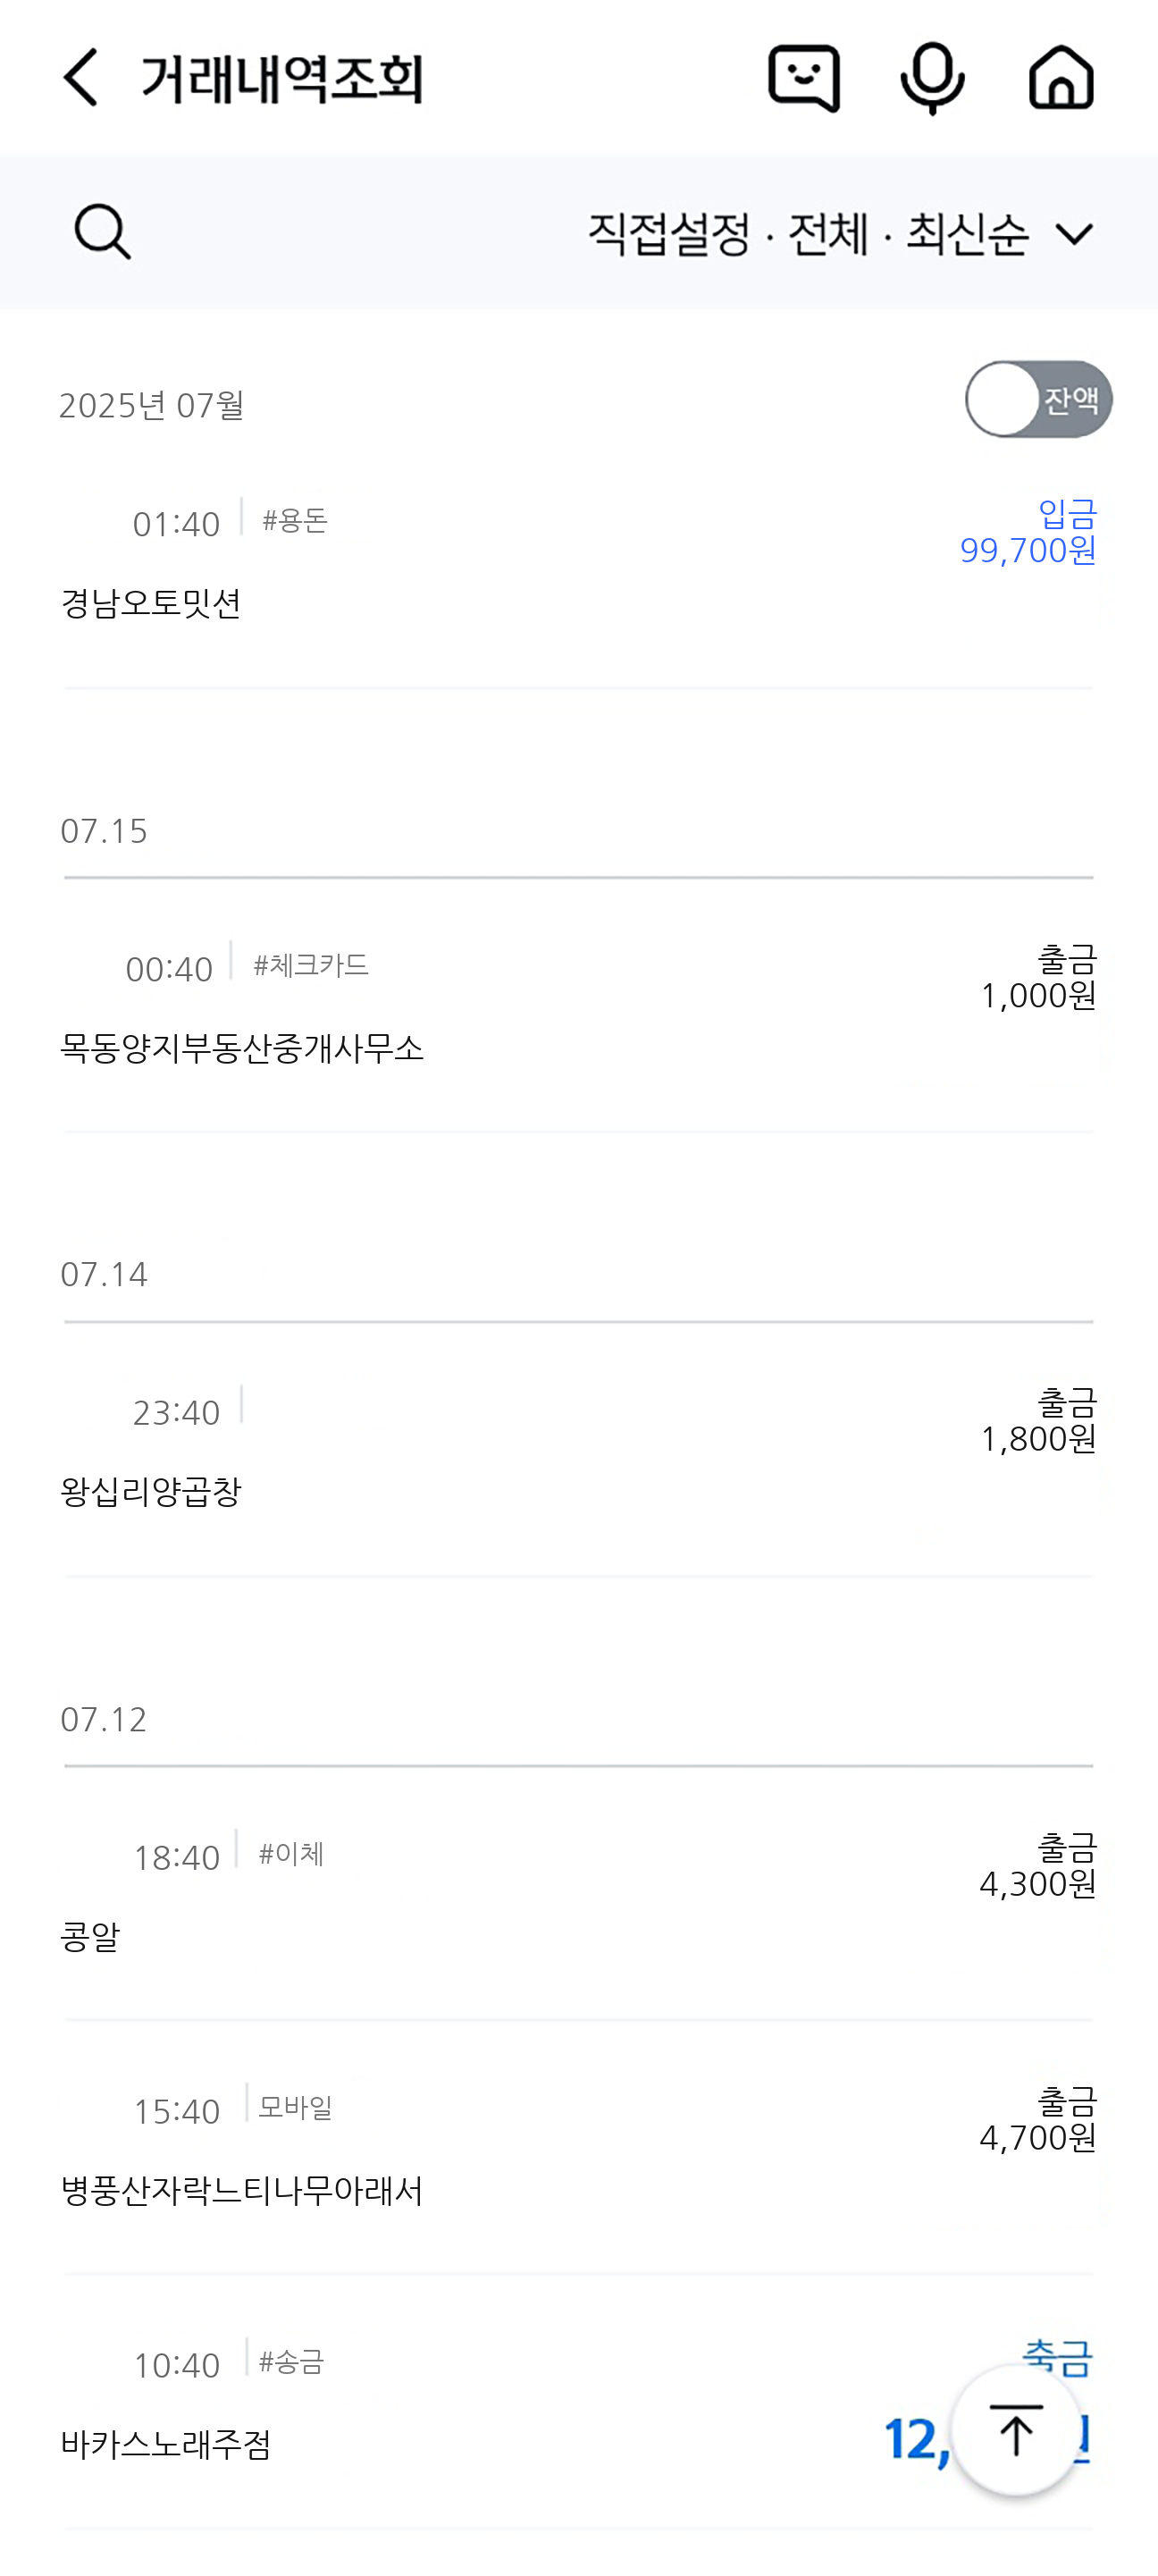 거래내역조회
직접설정 · 전체 · 최신순
2025년 07월
잔액
01:40 #용돈
입금
99,700원
경남오토밋션
07.15
00:40 #체크카드
출금
1,000원
목동양지부동산중개사무소
07.14
23:40
출금
1,800원
왕십리양곱창
07.12
18:40 #이체
출금
4,300원
콩알
15:40 모바일
출금
4,700원
병풍산자락느티나무아래서
10:40 #송금
12,
바카스노래주점